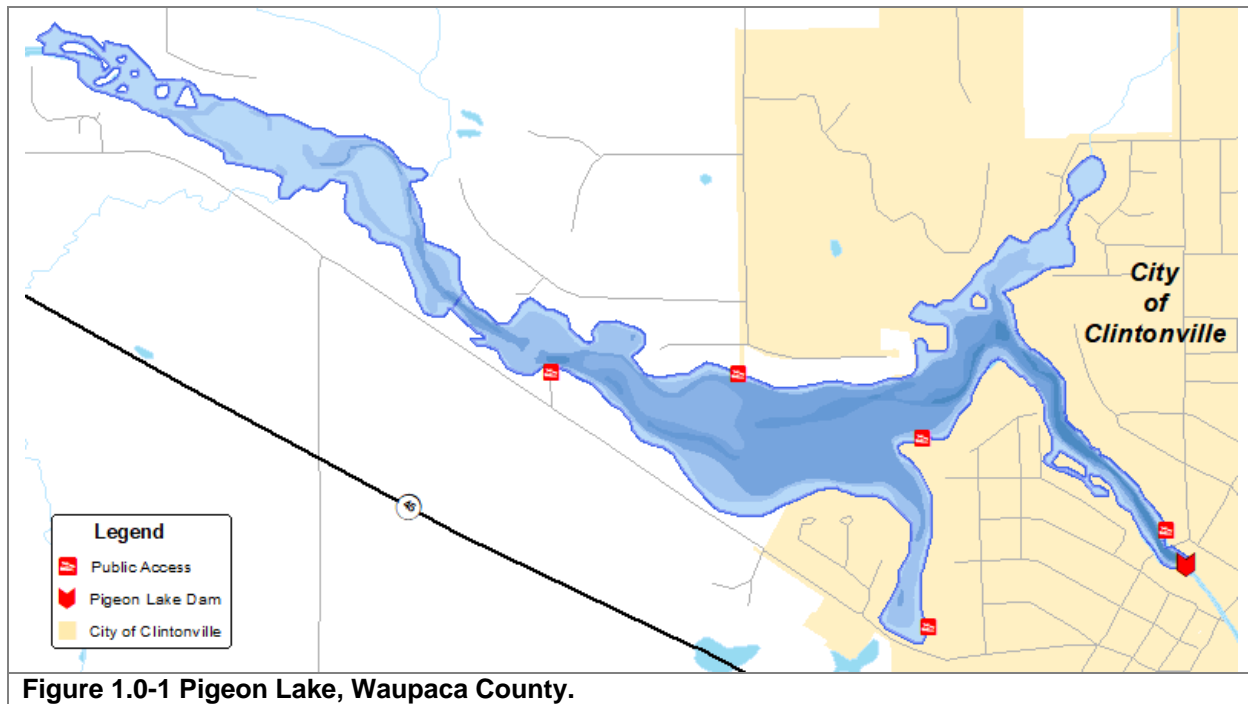 City
of
Clintonville
45
Legend
Public Access
Pigeon Lake Dam
City of Clintonville
Figure 1.0-1 Pigeon Lake, Waupaca County.